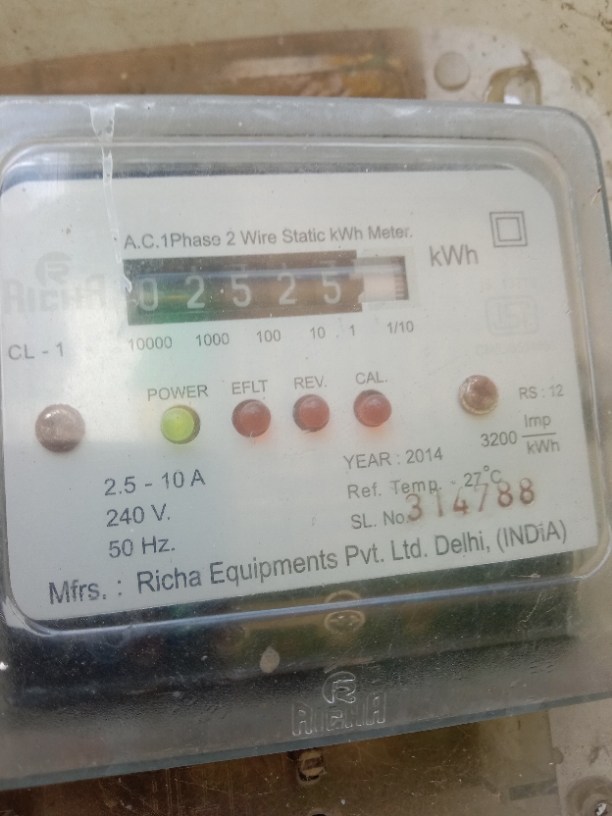 A.C.1Phase 2 Wire Static kWh Meter.
RICHA
0 2 5 2 5
kWh
10000 1000 100 10 1 1/10
CL - 1
POWER EFLT REV. CAL.
RS : 12
3200 Imp/kWh
2.5 - 10 A
240 V.
50 Hz.
YEAR : 2014
Ref. Temp. - 27°C
SL. No. 314788
Mfrs. : Richa Equipments Pvt. Ltd. Delhi, (INDiA)
RICHA